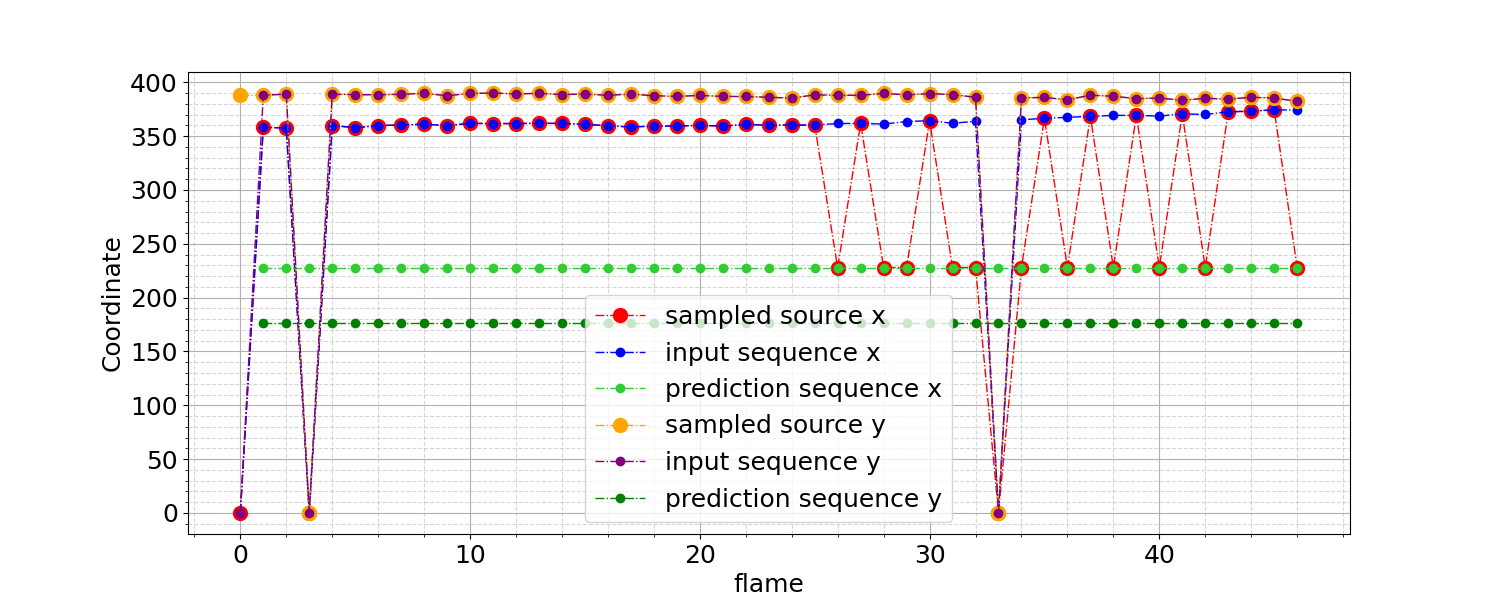 400
350
300
250
200
150
100
50
0
Coordinate
sampled source x
input sequence x
prediction sequence x
sampled source y
input sequence y
prediction sequence y
0 10 20 30 40
flame